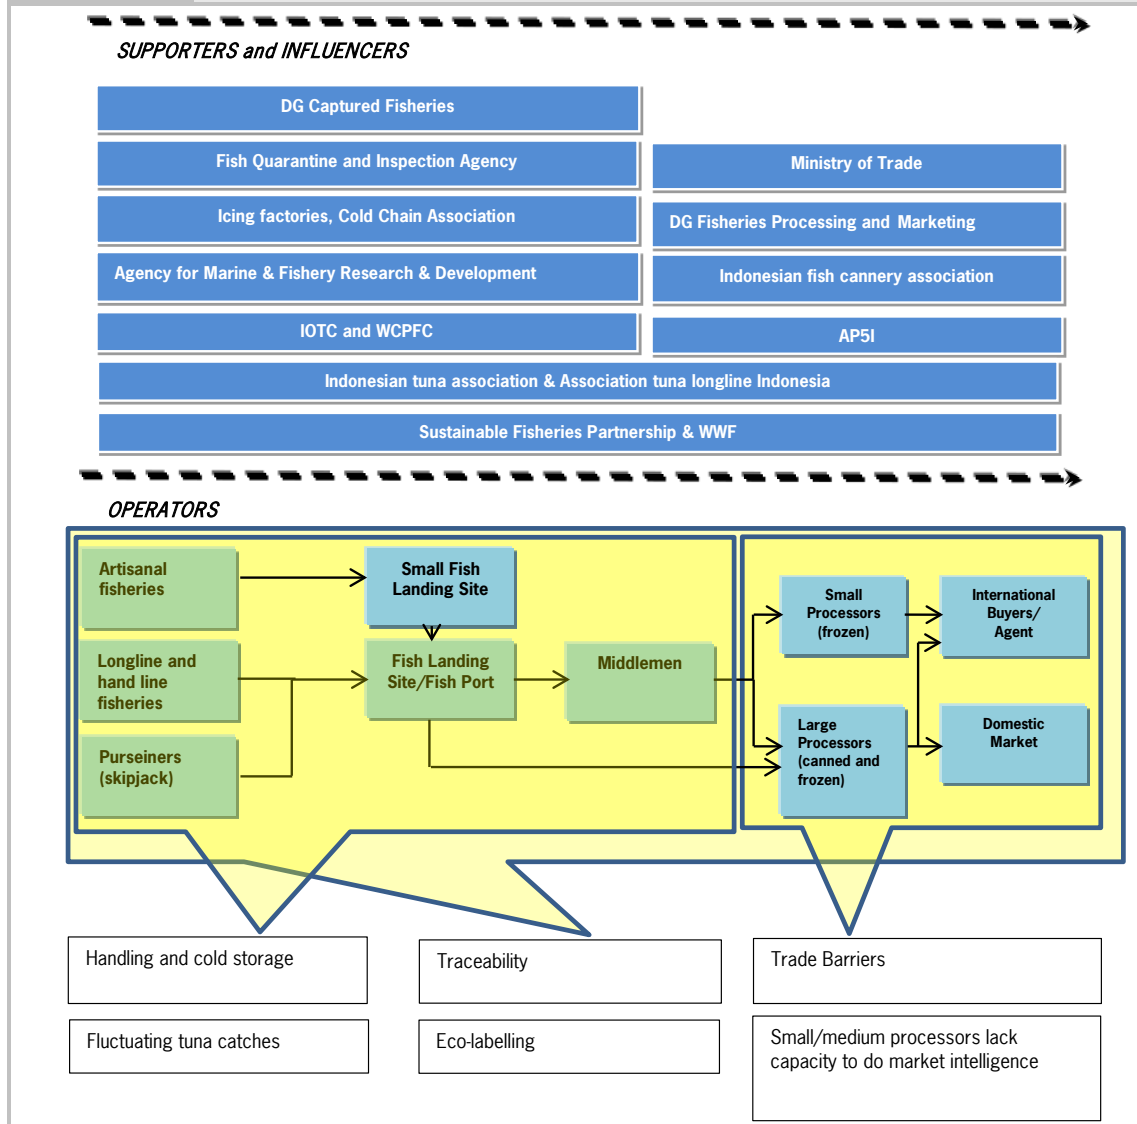 SUPPORTERS and INFLUENCERS
DG Captured Fisheries
Fish Quarantine and Inspection Agency
Ministry of Trade
Icing factories, Cold Chain Association
DG Fisheries Processing and Marketing
Agency for Marine & Fishery Research & Development
Indonesian fish cannery association
IOTC and WCPFC
AP5I
Indonesian tuna association & Association tuna longline Indonesia
Sustainable Fisheries Partnership & WWF
OPERATORS
Artisanal
fisheries
Small Fish
Landing Site
Small
Processors
(frozen)
International
Buyers/
Agent
Longline and
hand line
fisheries
Fish Landing
Site/Fish Port
Middlemen
Purseiners
(skipjack)
Large
Processors
(canned and
frozen)
Domestic
Market
Handling and cold storage
Traceability
Trade Barriers
Fluctuating tuna catches
Eco-labelling
Small/medium processors lack
capacity to do market intelligence